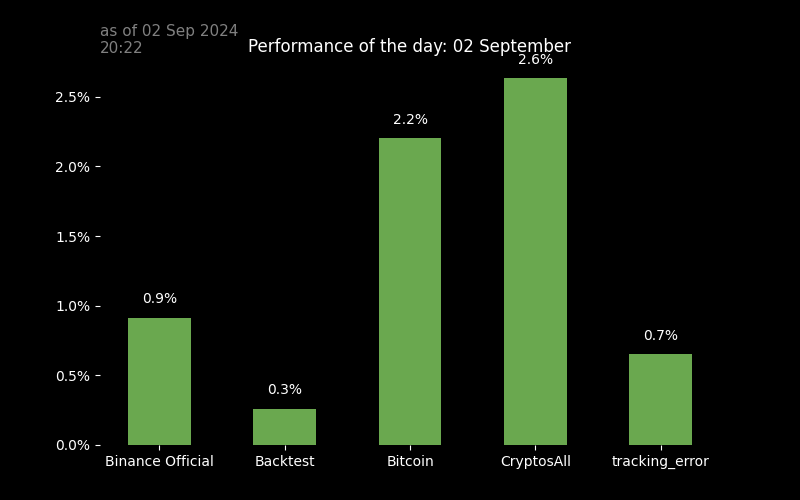 as of 02 Sep 2024
20:22
Performance of the day: 02 September
2.6%
2.5%
2.2%
2.0%
1.5%
1.0%
0.9%
0.7%
0.5%
0.3%
0.0%
Binance Official
Backtest
Bitcoin
CryptosAll
tracking_error